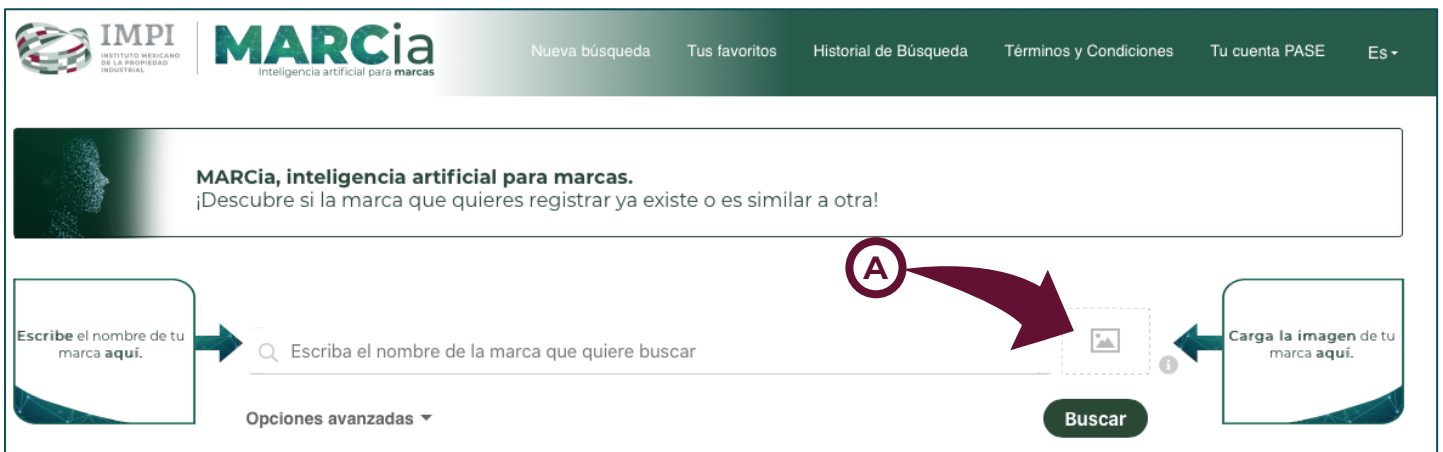 IMPI
INSTITUTO MEXICANO
DE LA PROPIEDAD
INDUSTRIAL
MARCia
Inteligencia artificial para marcas
Nueva búsqueda
Tus favoritos
Historial de Búsqueda
Términos y Condiciones
Tu cuenta PASE
Es
MARCia, inteligencia artificial para marcas.
¡Descubre si la marca que quieres registrar ya existe o es similar a otra!
A
Escribe el nombre de tu
marca aquí.
Escriba el nombre de la marca que quiere buscar
i
Carga la imagen de tu
marca aquí.
Opciones avanzadas
Buscar